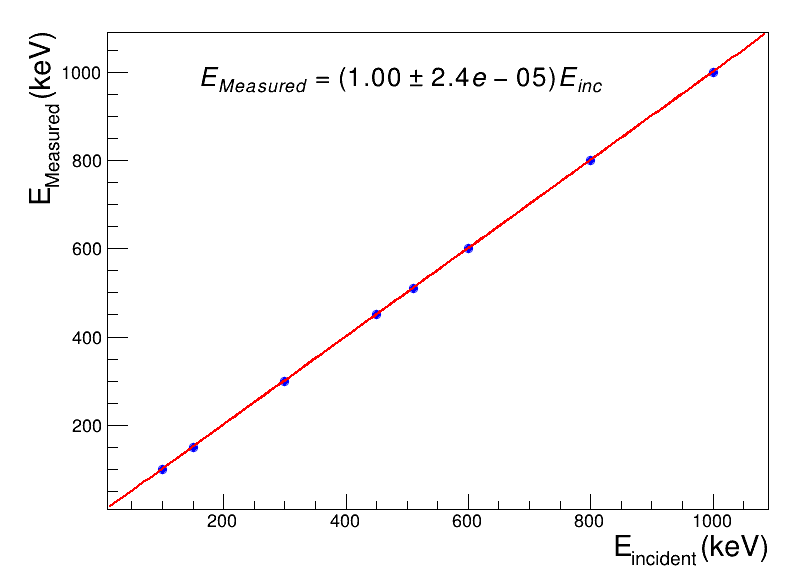 E_Measured (keV)
E_Measured = (1.00 ± 2.4e − 05) E_inc
1000
800
600
400
200
200 400 600 800 1000
E_incident (keV)